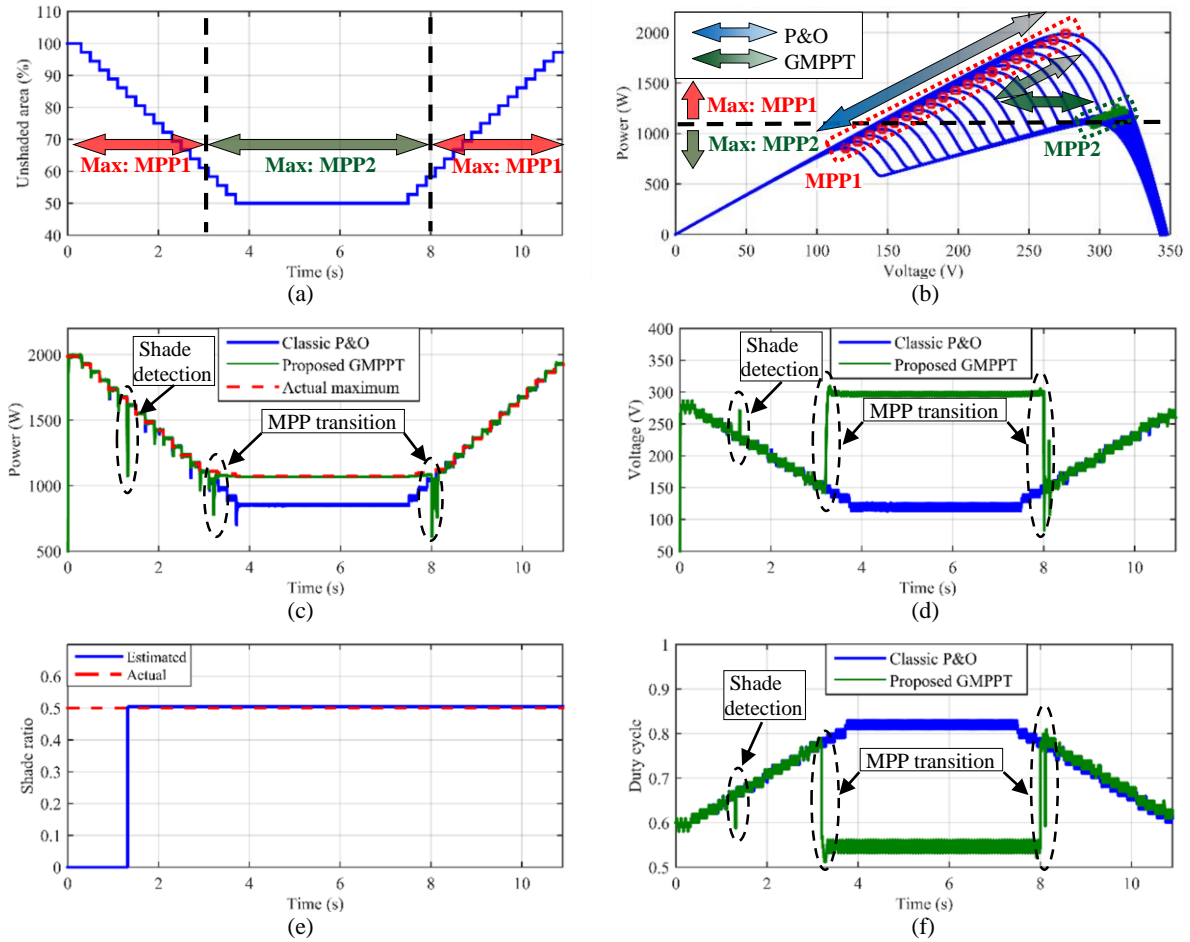 110
100
90
80
70
60
50
40
Unshaded area (%)
Max: MPP1
Max: MPP2
Max: MPP1
0
2
4
6
8
10
Time (s)
(a)
P&O
GMPPT
Max: MPP1
Max: MPP2
MPP1
MPP2
2000
1500
1000
500
0
Power (W)
0
50
100
150
200
250
300
350
Voltage (V)
(b)
Classic P&O
Proposed GMPPT
Actual maximum
Shade
detection
MPP transition
2000
1500
1000
500
Power (W)
0
2
4
6
8
10
Time (s)
(c)
Classic P&O
Proposed GMPPT
Shade
detection
MPP transition
400
350
300
250
200
150
100
50
Voltage (V)
0
2
4
6
8
10
Time (s)
(d)
Estimated
Actual
0.6
0.5
0.4
0.3
0.2
0.1
0
Shade ratio
0
2
4
6
8
10
Time (s)
(e)
Classic P&O
Proposed GMPPT
Shade
detection
MPP transition
1
0.9
0.8
0.7
0.6
0.5
Duty cycle
0
2
4
6
8
10
Time (s)
(f)